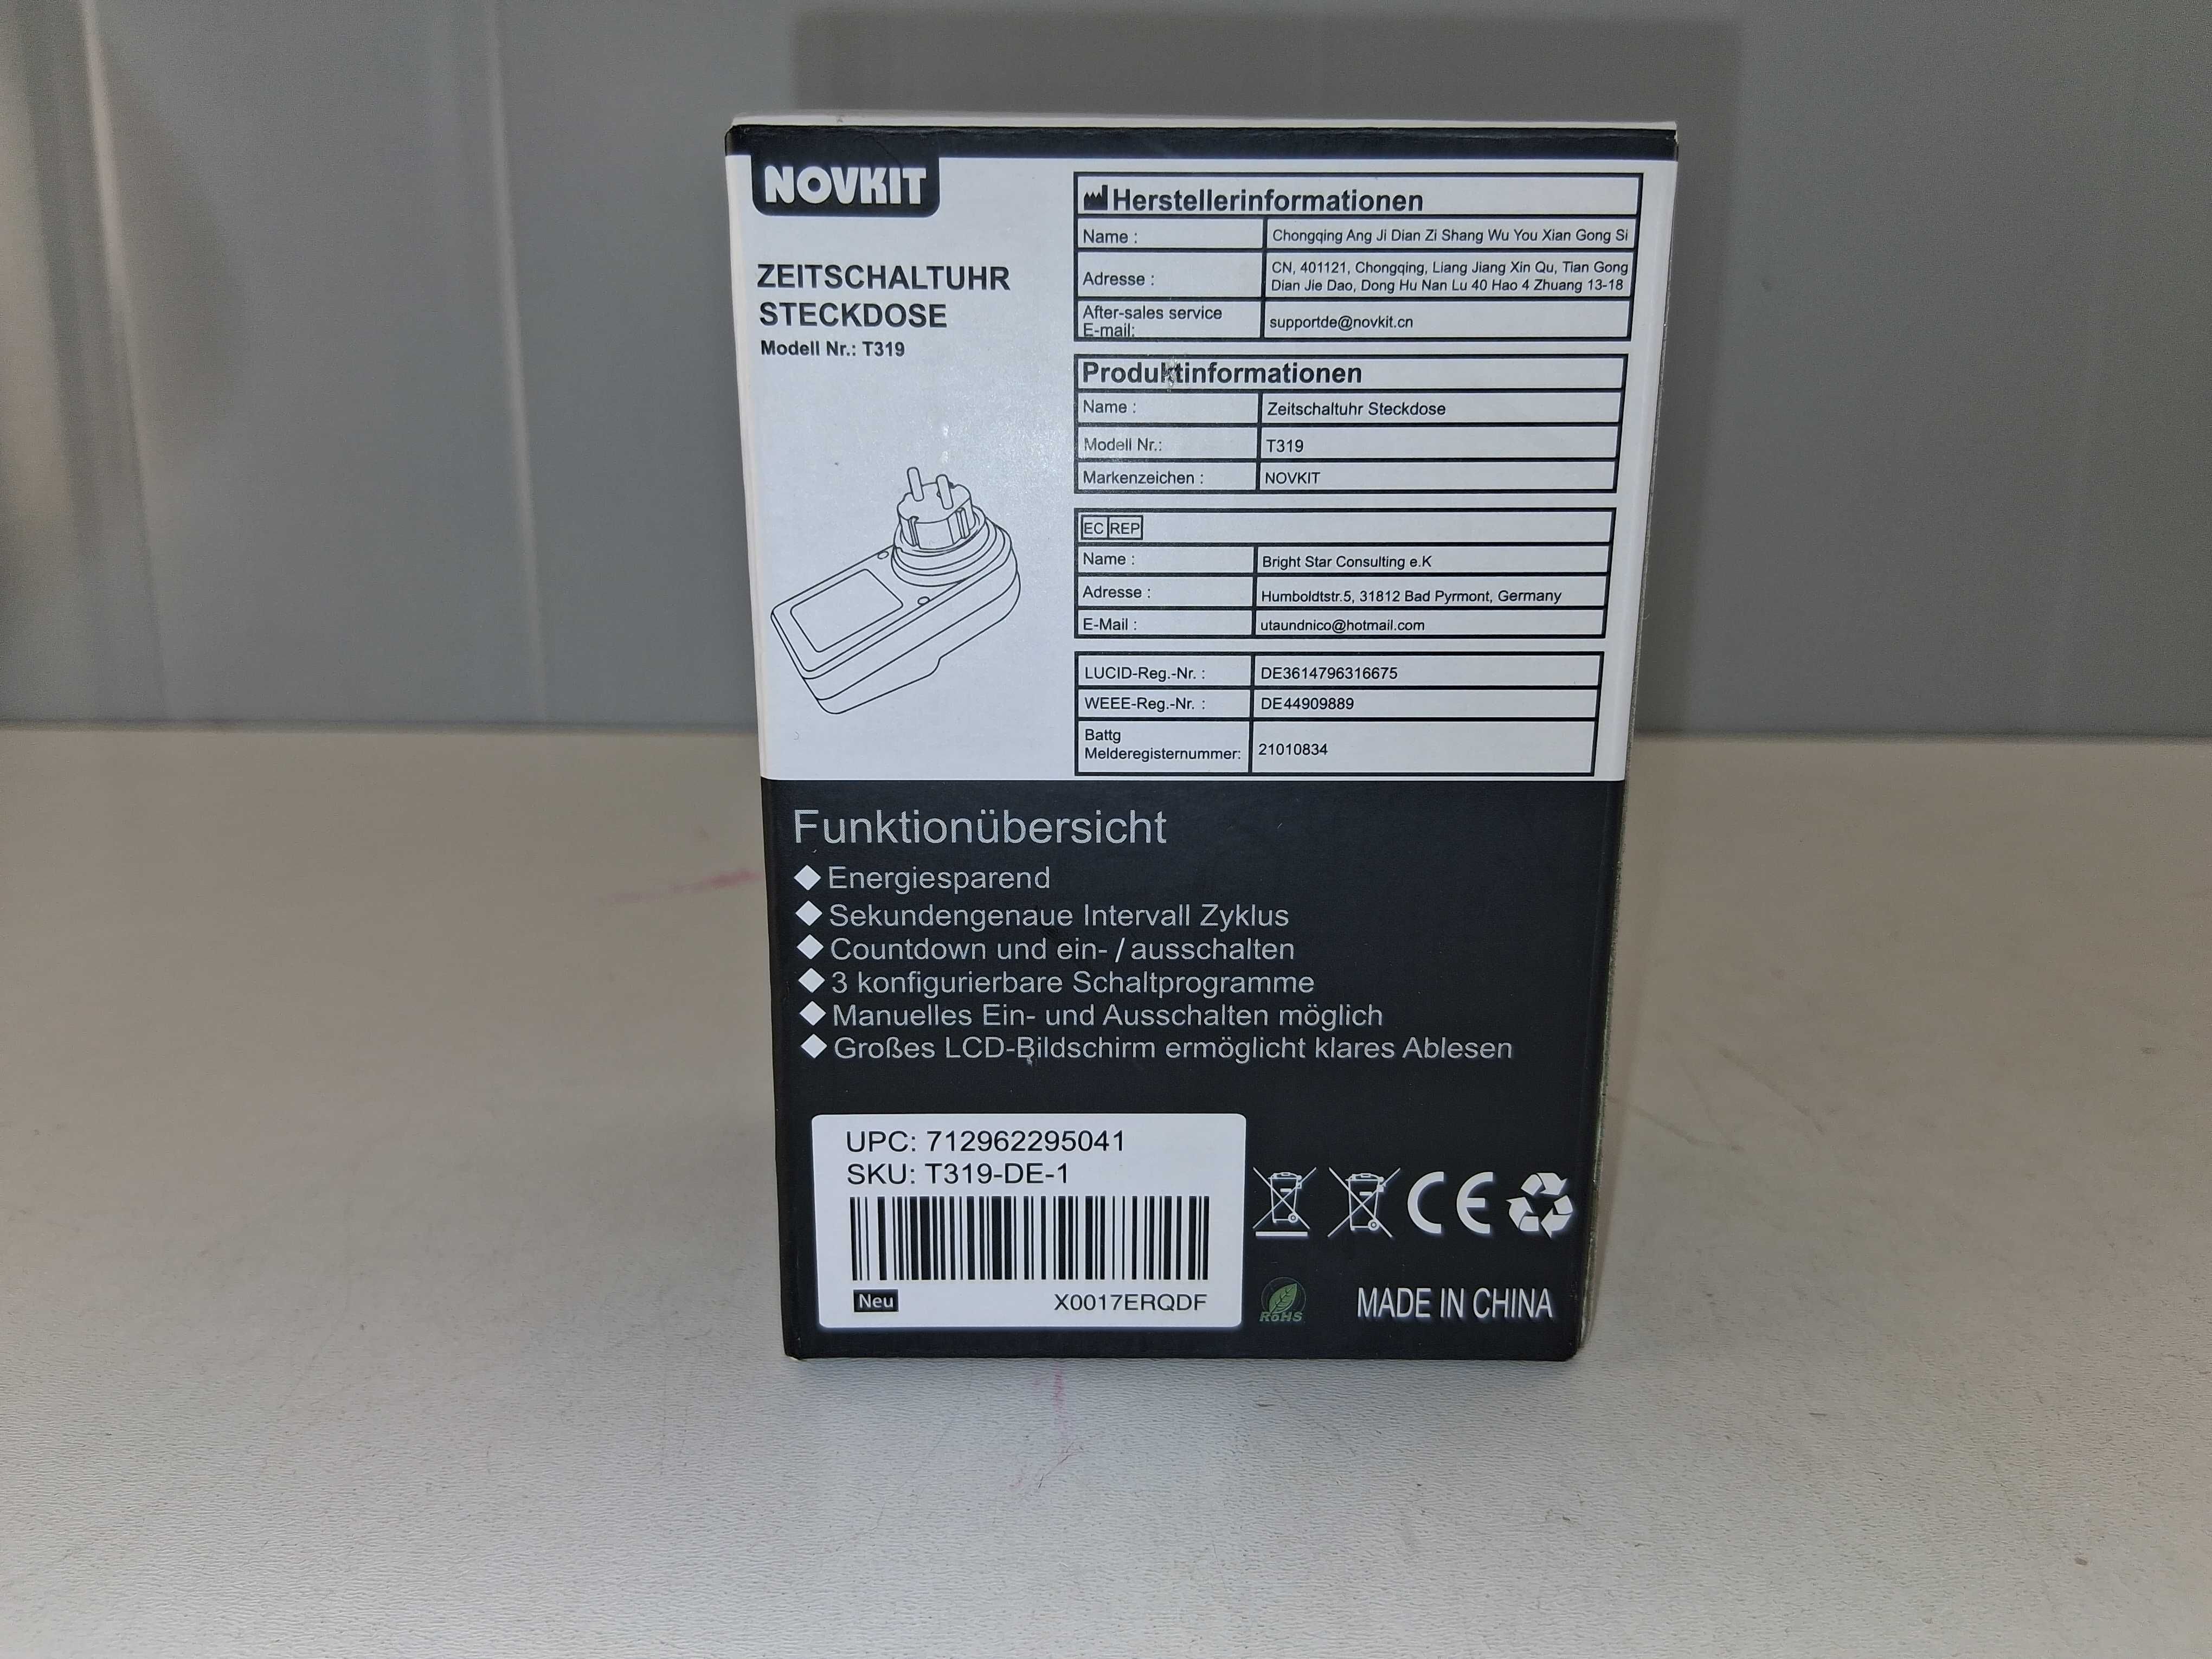 NOVKIT
ZEITSCHALTUHR
STECKDOSE
Modell Nr.: T319
Herstellerinformationen
Name : Chongqing Ang Ji Dian Zi Shang Wu You Xian Gong Si
Adresse : CN, 401121, Chongqing, Liang Jiang Xin Qu, Tian Gong
Dian Jie Dao, Dong Hu Nan Lu 40 Hao 4 Zhuang 13-18
After-sales service
E-mail: supportde@novkit.cn
Produktinformationen
Name : Zeitschaltuhr Steckdose
Modell Nr.: T319
Markenzeichen : NOVKIT
EC REP
Name : Bright Star Consulting e.K
Adresse : Humboldtstr.5, 31812 Bad Pyrmont, Germany
E-Mail : utaundnico@hotmail.com
LUCID-Reg.-Nr. : DE3614796316675
WEEE-Reg.-Nr. : DE44909889
Battg
Melderegisternummer: 21010834
Funktionübersicht
Energiesparend
Sekundengenaue Intervall Zyklus
Countdown und ein- / ausschalten
3 konfigurierbare Schaltprogramme
Manuelles Ein- und Ausschalten möglich
Großes LCD-Bildschirm ermöglicht klares Ablesen
UPC: 712962295041
SKU: T319-DE-1
Neu X0017ERQDF
CE
RoHS
MADE IN CHINA